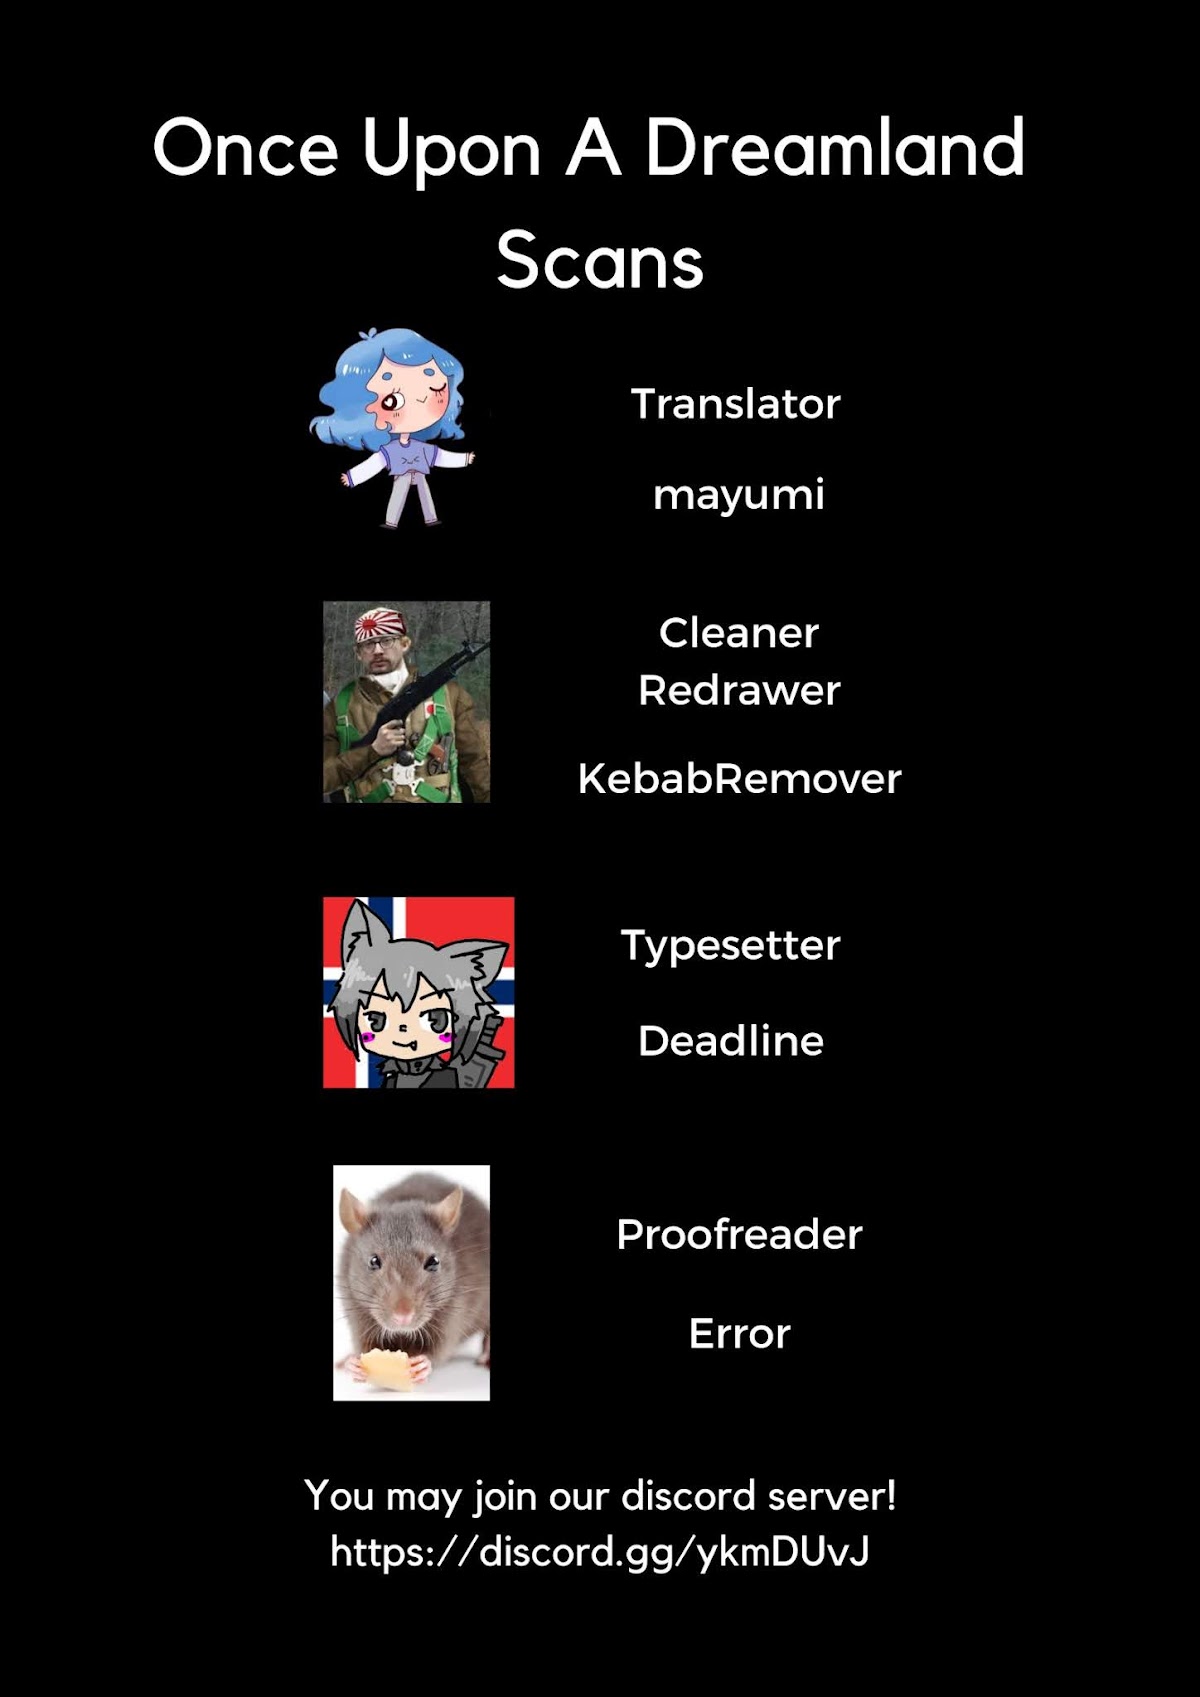 Once Upon A Dreamland
Scans
Translator
mayumi
Cleaner
Redrawer
KebabRemover
Typesetter
Deadline
Proofreader
Error
You may join our discord server!
https://discord.gg/ykmDUvJ